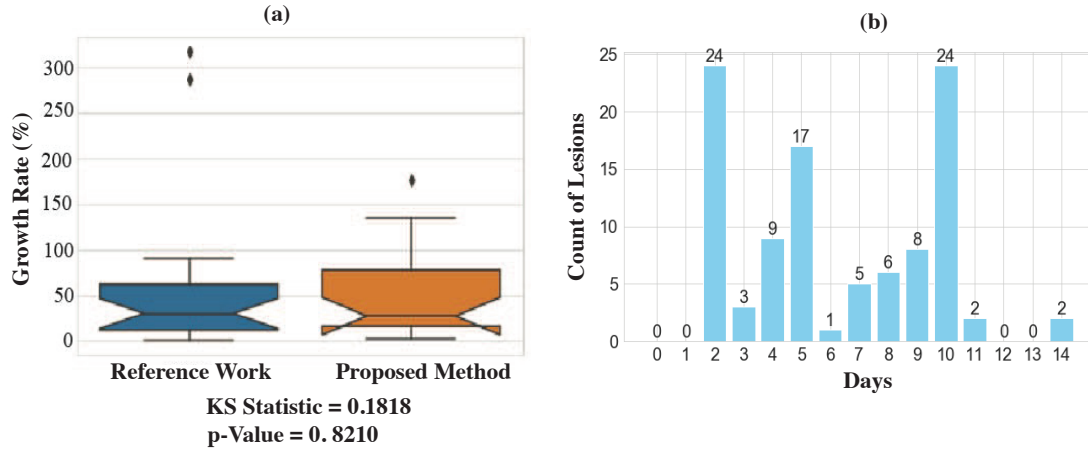 (a)
Growth Rate (%)
300
250
200
150
100
50
0
Reference Work Proposed Method
KS Statistic = 0.1818
p-Value = 0. 8210
(b)
Count of Lesions
25
20
15
10
5
0
0 0 24 3 9 17 1 5 6 8 24 2 0 0 2
0 1 2 3 4 5 6 7 8 9 10 11 12 13 14
Days